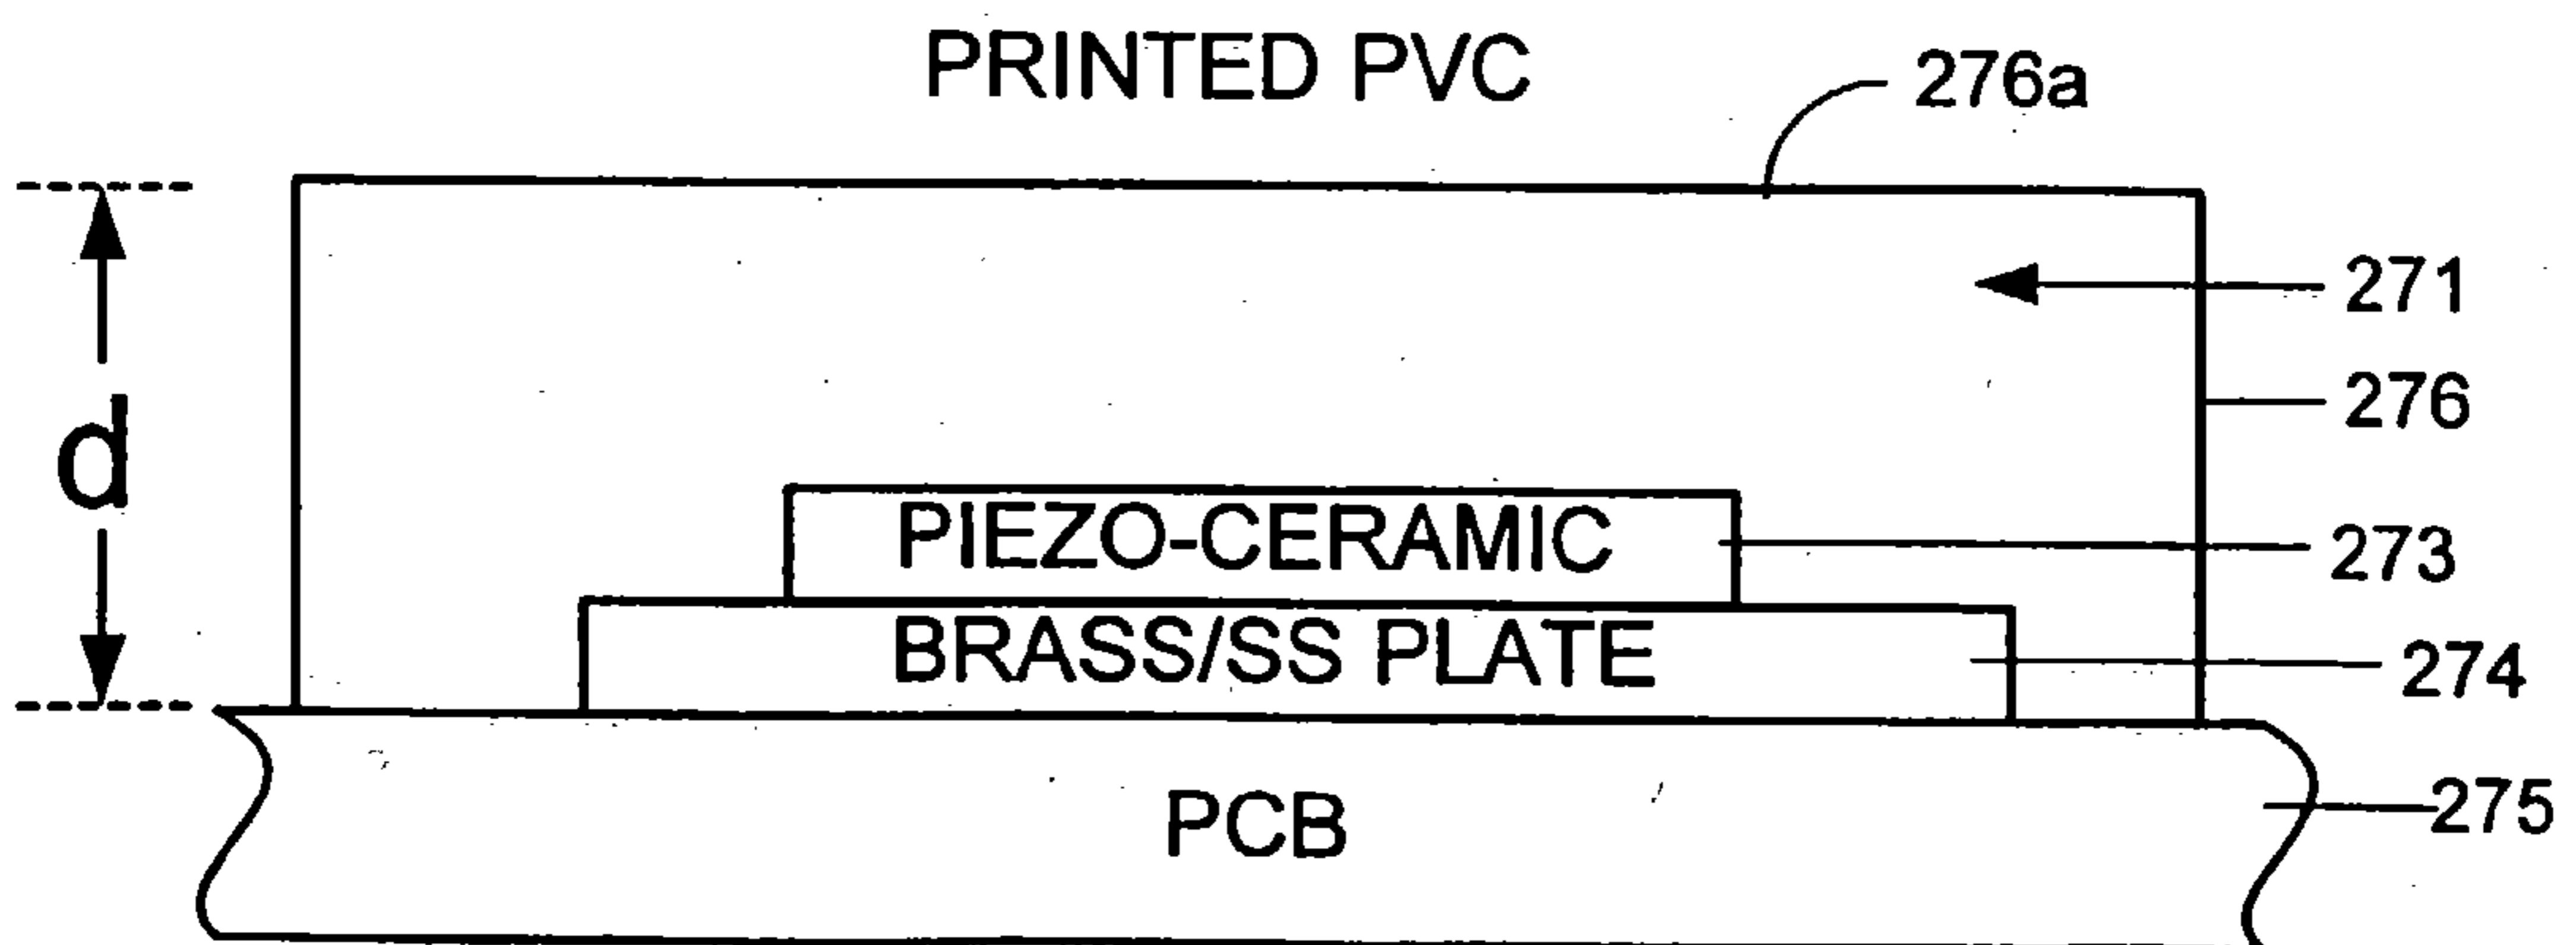 PRINTED PVC
276a
271
276
d
PIEZO-CERAMIC
273
BRASS/SS PLATE
274
PCB
275